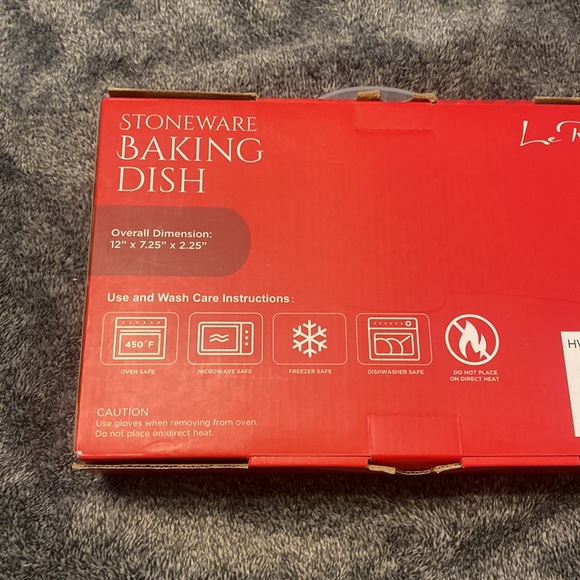 STONEWARE
BAKING
DISH
Le R
Overall Dimension:
12" x 7.25" x 2.25"
Use and Wash Care Instructions:
450°F
OVEN SAFE
MICROWAVE SAFE
FREEZER SAFE
DISHWASHER SAFE
DO NOT PLACE
ON DIRECT HEAT
CAUTION
Use gloves when removing from oven.
Do not place on direct heat.